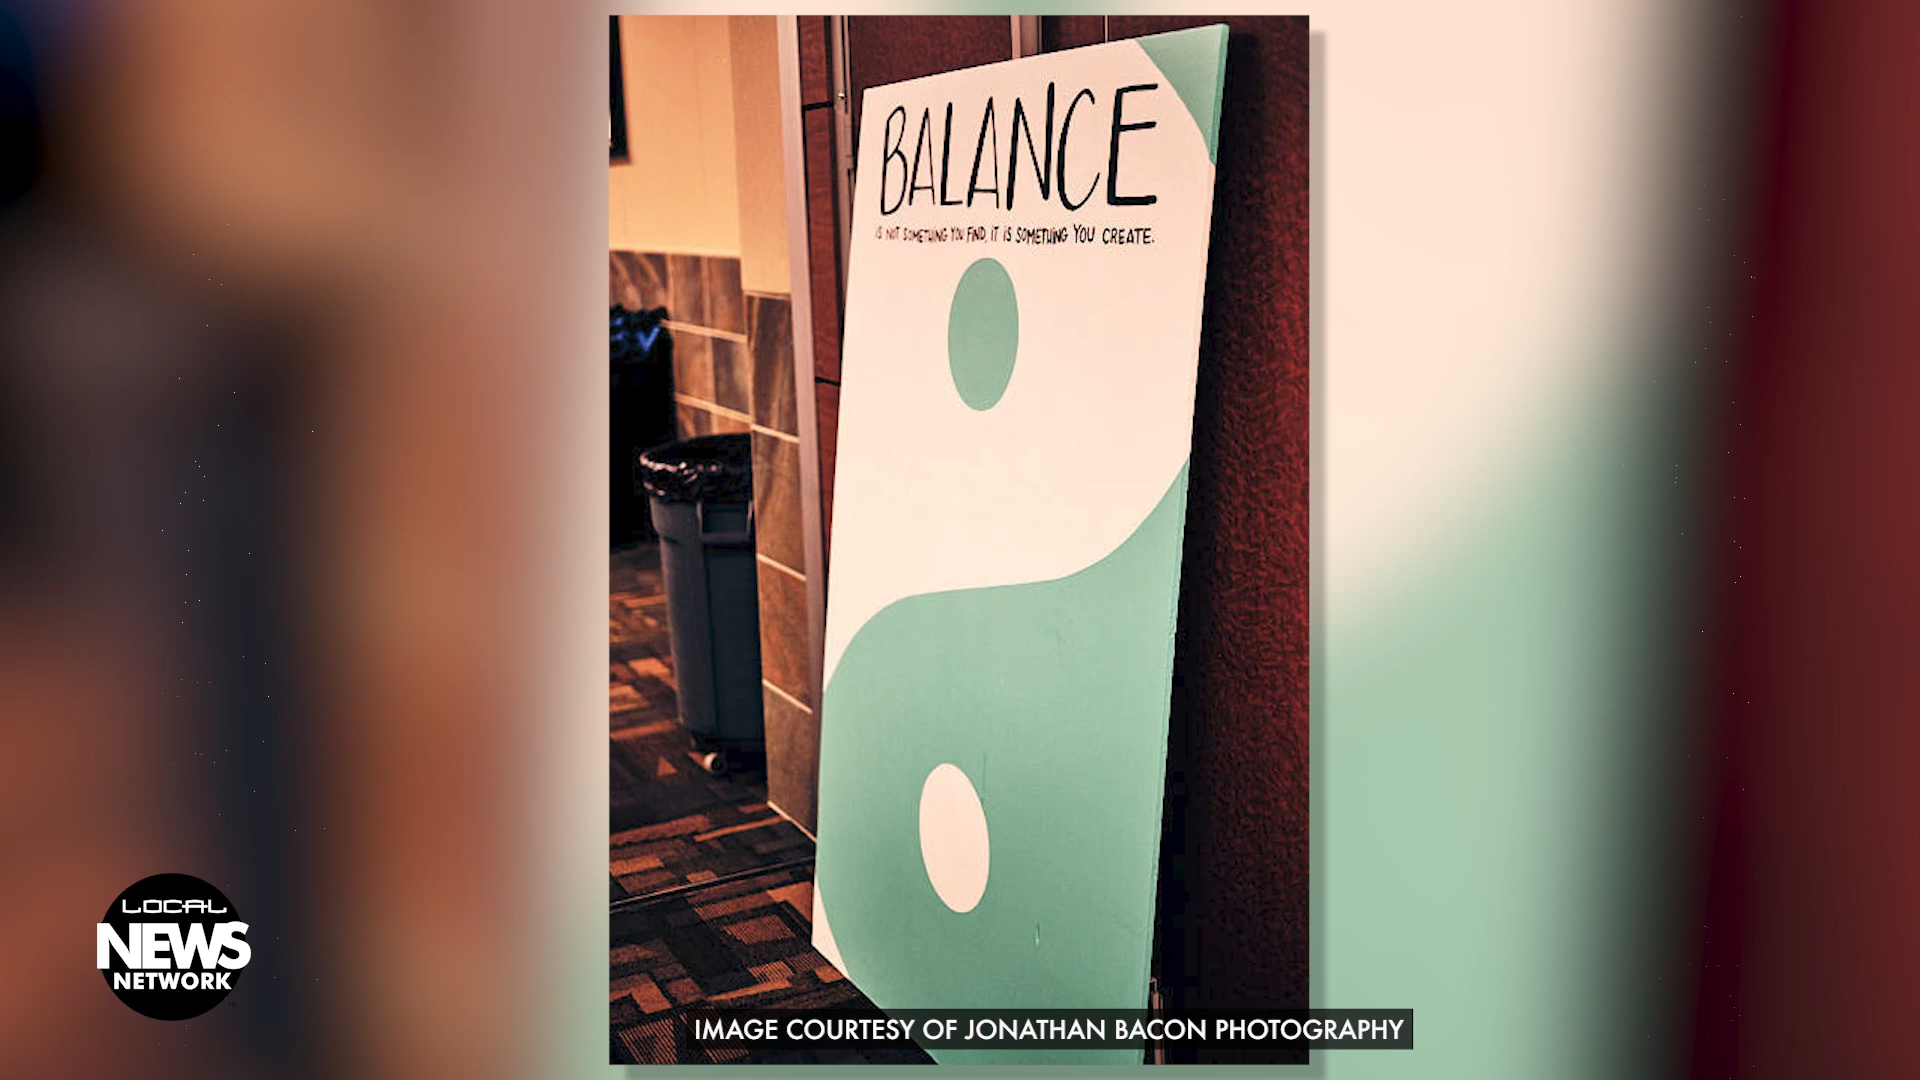 BALANCE
IS NOT SOMETHING YOU FIND, IT IS SOMETHING YOU CREATE.
LOCAL
NEWS
NETWORK
IMAGE COURTESY OF JONATHAN BACON PHOTOGRAPHY